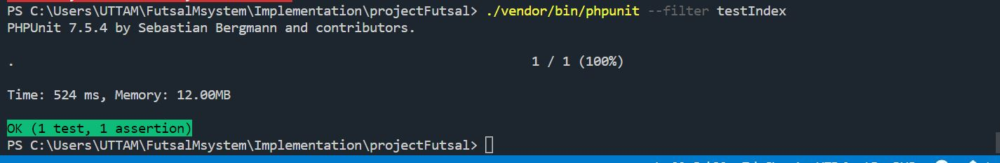 PS C:\Users\UTTAM\FutsalMsystem\Implementation\projectFutsal> ./vendor/bin/phpunit --filter testIndex
PHPUnit 7.5.4 by Sebastian Bergmann and contributors.
. 1 / 1 (100%)
Time: 524 ms, Memory: 12.00MB
OK (1 test, 1 assertion)
PS C:\Users\UTTAM\FutsalMsystem\Implementation\projectFutsal>